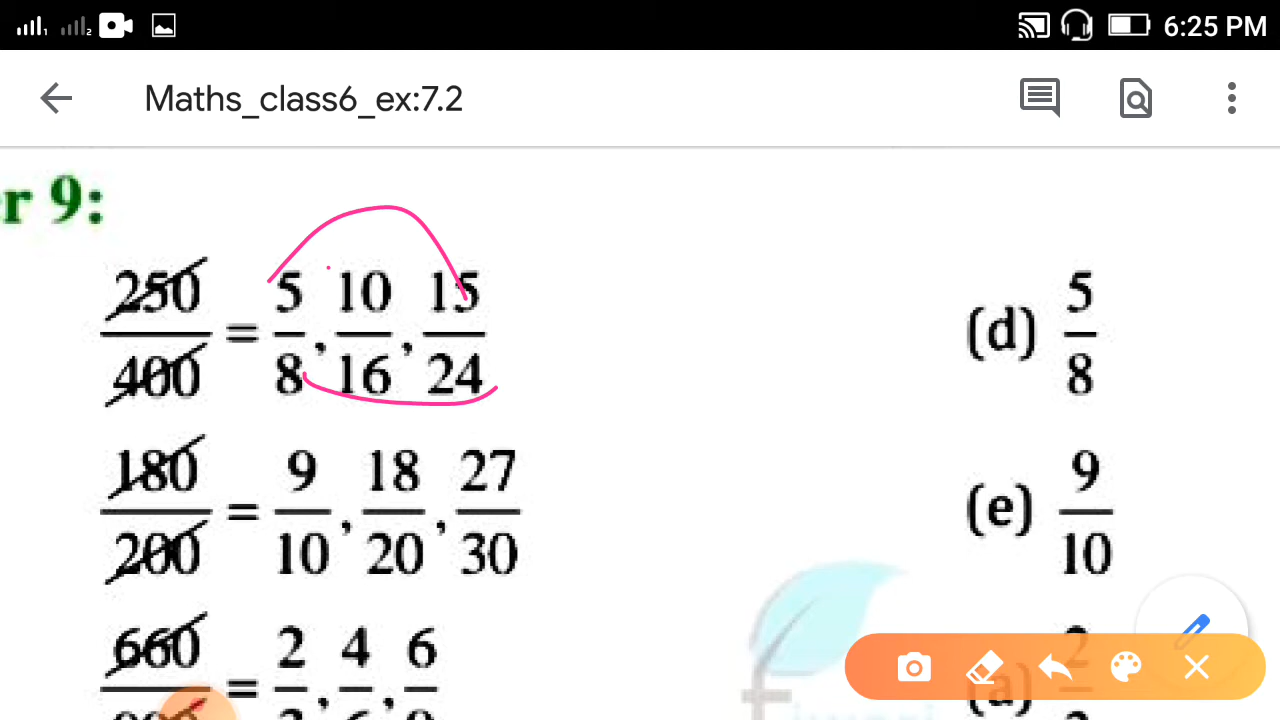 6:25 PM
Maths_class6_ex:7.2
r 9:
250/400 = 5/8, 10/16, 15/24 (d) 5/8
180/200 = 9/10, 18/20, 27/30 (e) 9/10
660 = 2, 4, 6 (a) 2